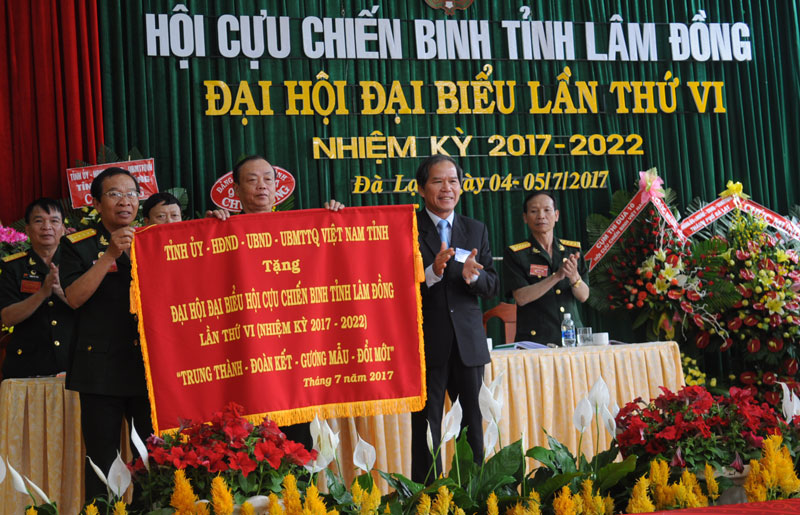 HỘI CỰU CHIẾN BINH TỈNH LÂM ĐỒNG
ĐẠI HỘI ĐẠI BIỂU LẦN THỨ VI
NHIỆM KỲ 2017-2022
Đà Lạt, ngày 04-05/7/2017
TỈNH ỦY - HĐND - UBND - UBMTTQ VIỆT NAM TỈNH
Tặng
ĐẠI HỘI ĐẠI BIỂU HỘI CỰU CHIẾN BINH TỈNH LÂM ĐỒNG
LẦN THỨ VI (NHIỆM KỲ 2017 - 2022)
"TRUNG THÀNH - ĐOÀN KẾT - GƯƠNG MẪU - ĐỔI MỚI"
Tháng 7 năm 2017